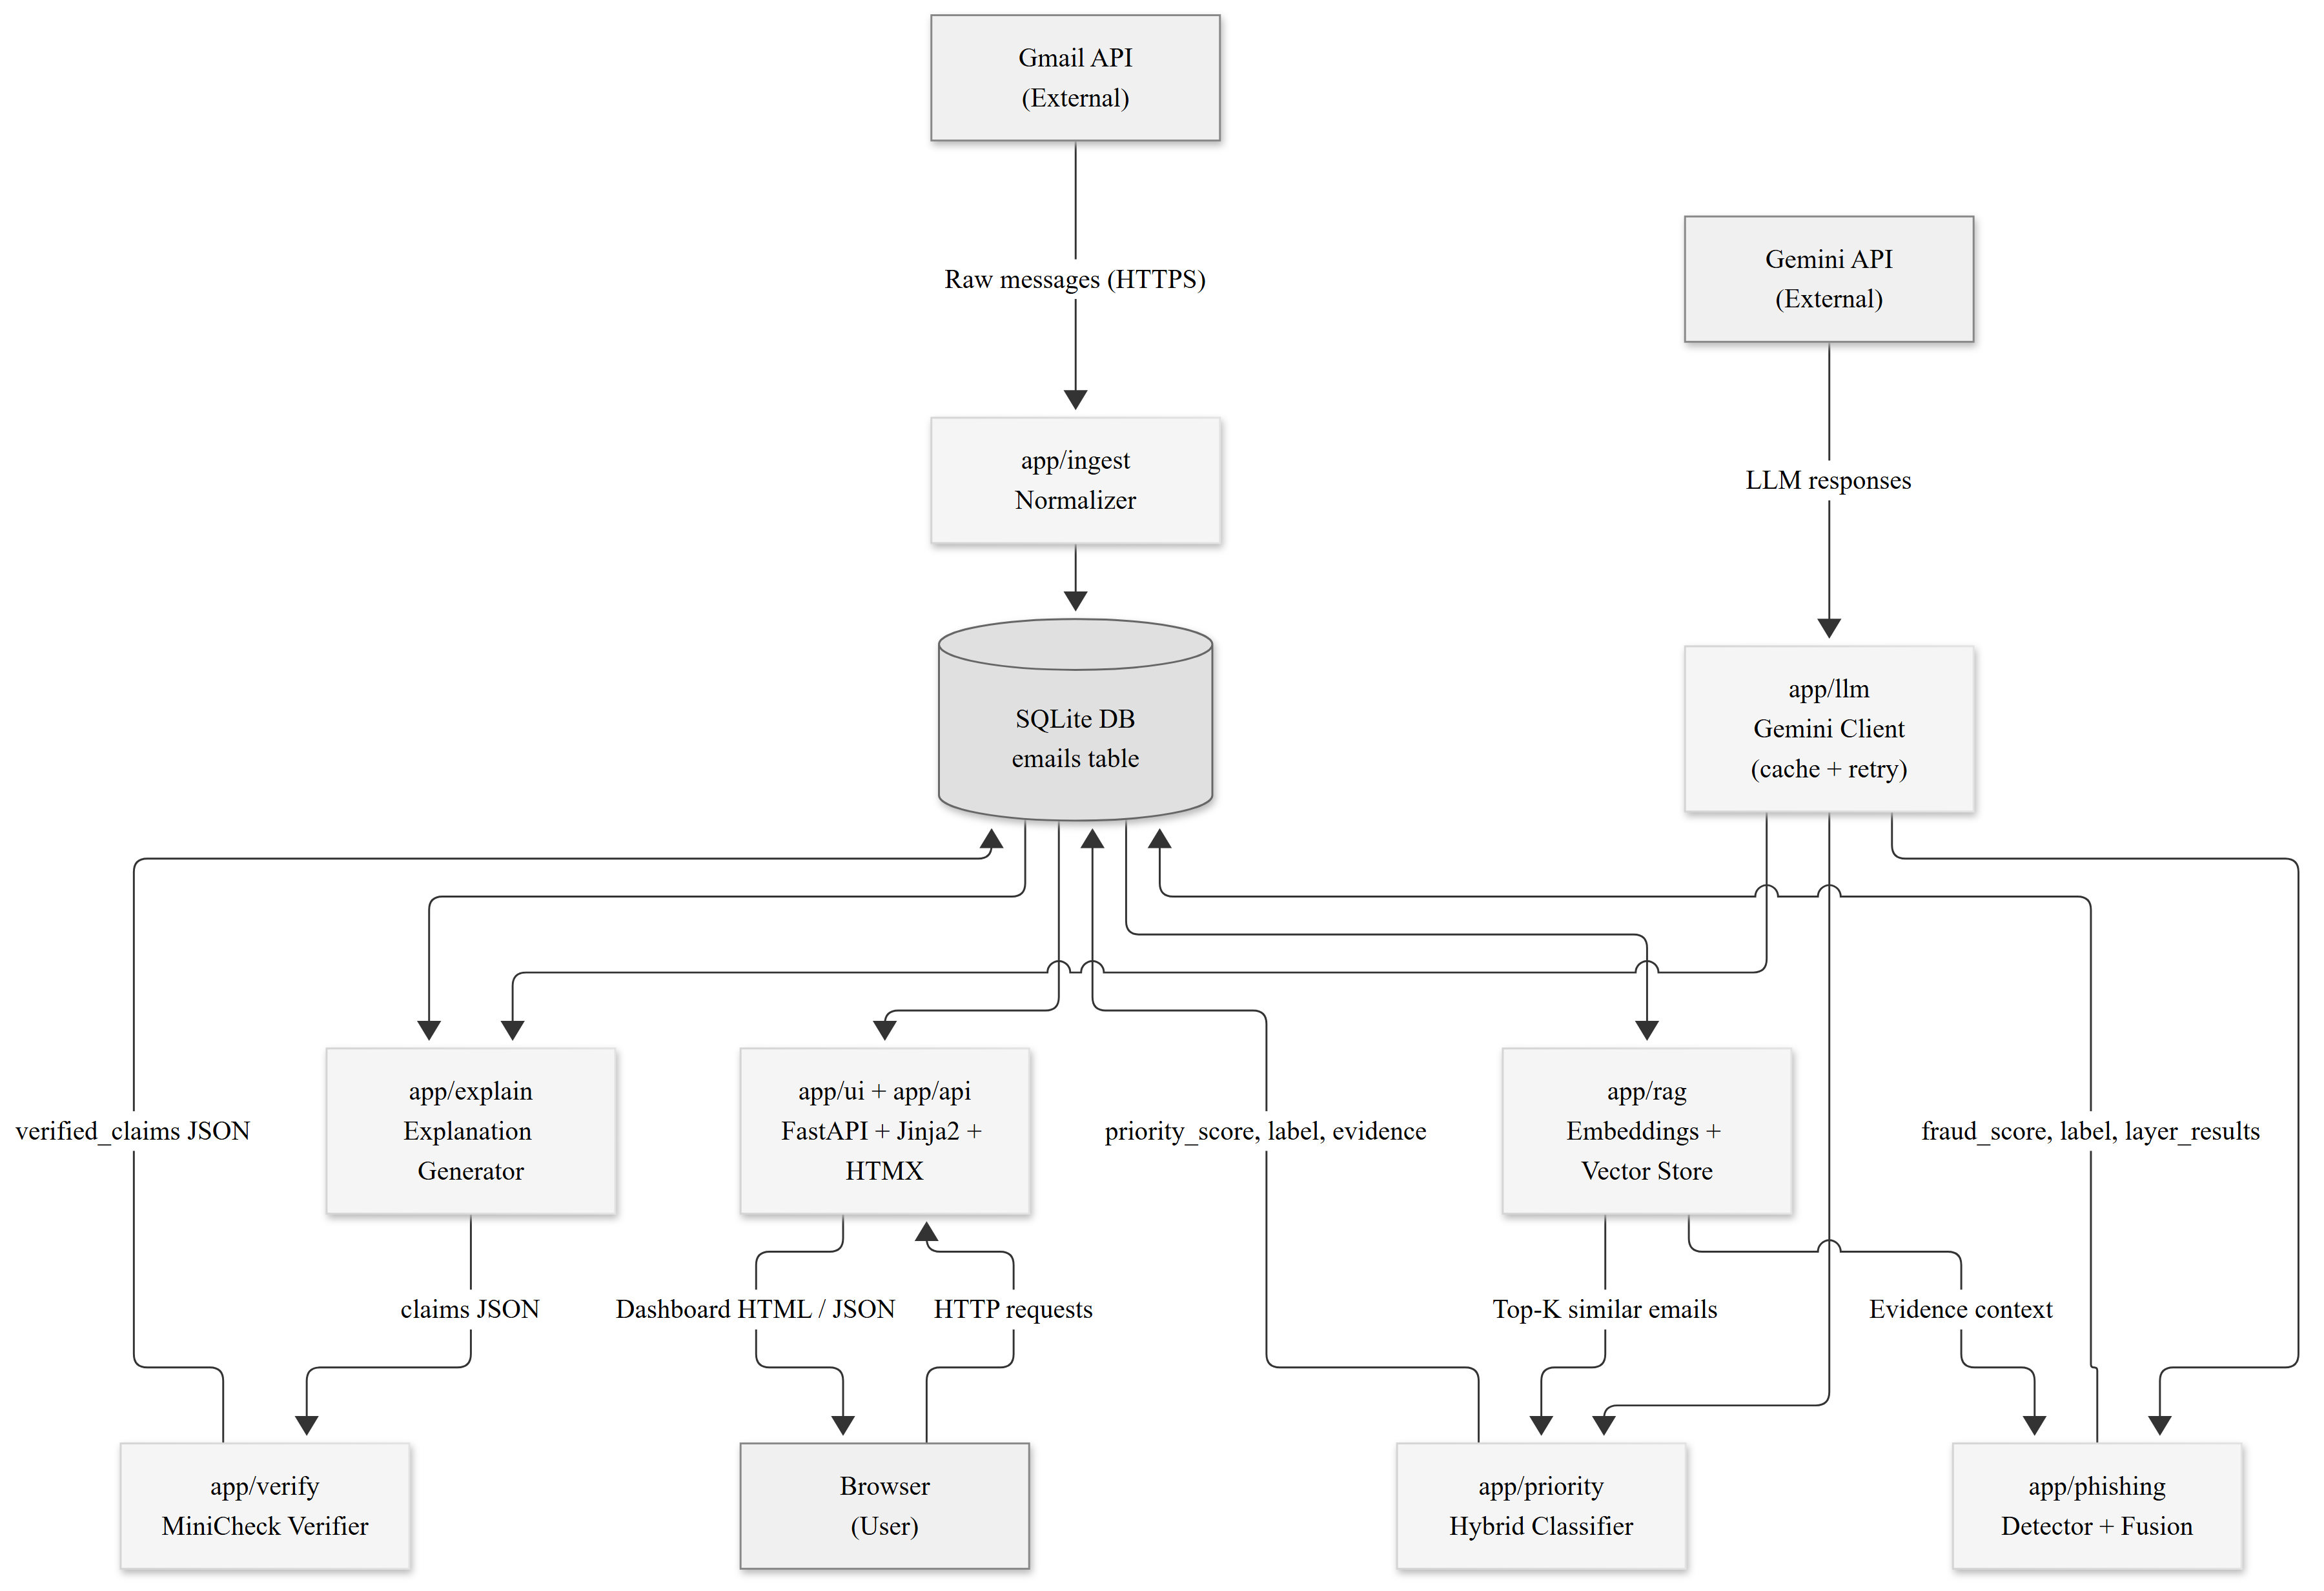 Gmail API
(External)
Raw messages (HTTPS)
Gemini API
(External)
LLM responses
app/ingest
Normalizer
SQLite DB
emails table
app/llm
Gemini Client
(cache + retry)
app/explain
Explanation
Generator
app/ui + app/api
FastAPI + Jinja2 +
HTMX
app/rag
Embeddings +
Vector Store
verified_claims JSON
priority_score, label, evidence
fraud_score, label, layer_results
claims JSON
Dashboard HTML / JSON
HTTP requests
Top-K similar emails
Evidence context
app/verify
MiniCheck Verifier
Browser
(User)
app/priority
Hybrid Classifier
app/phishing
Detector + Fusion